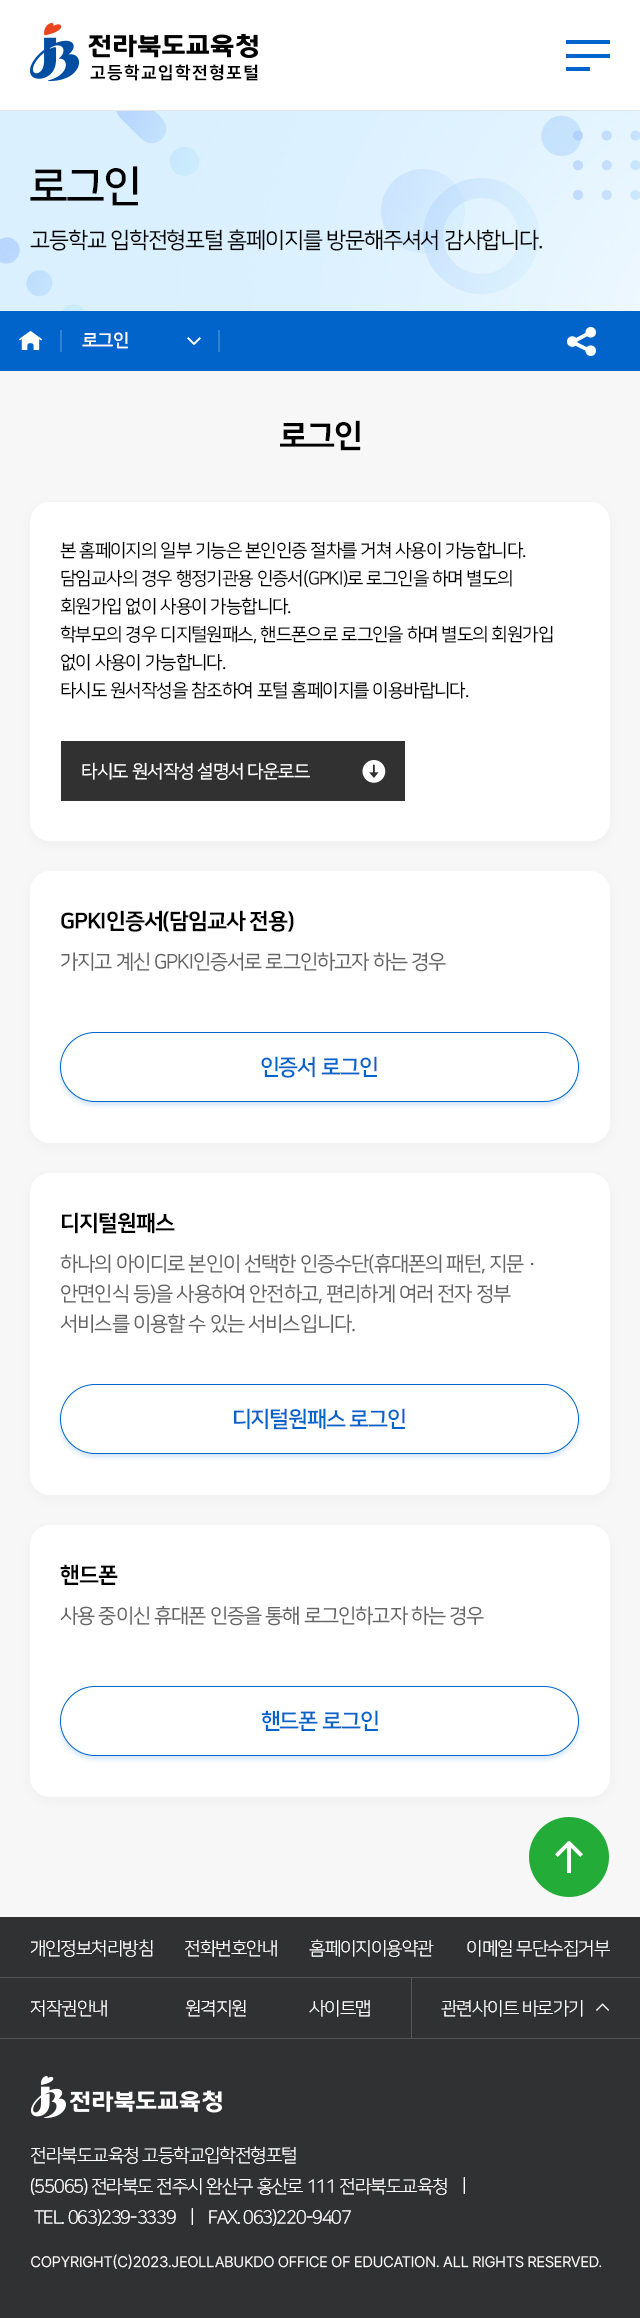 전라북도교육청
고등학교입학전형포털
로그인
고등학교 입학전형포털 홈페이지를 방문해주셔서 감사합니다.
로그인
로그인
본 홈페이지의 일부 기능은 본인인증 절차를 거쳐 사용이 가능합니다.
담임교사의 경우 행정기관용 인증서(GPKI)로 로그인을 하며 별도의
회원가입 없이 사용이 가능합니다.
학부모의 경우 디지털원패스, 핸드폰으로 로그인을 하며 별도의 회원가입
없이 사용이 가능합니다.
타시도 원서작성을 참조하여 포털 홈페이지를 이용바랍니다.
타시도 원서작성 설명서 다운로드
GPKI인증서(담임교사 전용)
가지고 계신 GPKI인증서로 로그인하고자 하는 경우
인증서 로그인
디지털원패스
하나의 아이디로 본인이 선택한 인증수단(휴대폰의 패턴, 지문 ·
안면인식 등)을 사용하여 안전하고, 편리하게 여러 전자 정부
서비스를 이용할 수 있는 서비스입니다.
디지털원패스 로그인
핸드폰
사용 중이신 휴대폰 인증을 통해 로그인하고자 하는 경우
핸드폰 로그인
개인정보처리방침 전화번호안내 홈페이지이용약관 이메일 무단수집거부
저작권안내 원격지원 사이트맵 관련사이트 바로가기
전라북도교육청
전라북도교육청 고등학교입학전형포털
(55065) 전라북도 전주시 완산구 홍산로 111 전라북도교육청 |
TEL. 063)239-3339 | FAX. 063)220-9407
COPYRIGHT(C)2023.JEOLLABUKDO OFFICE OF EDUCATION. ALL RIGHTS RESERVED.